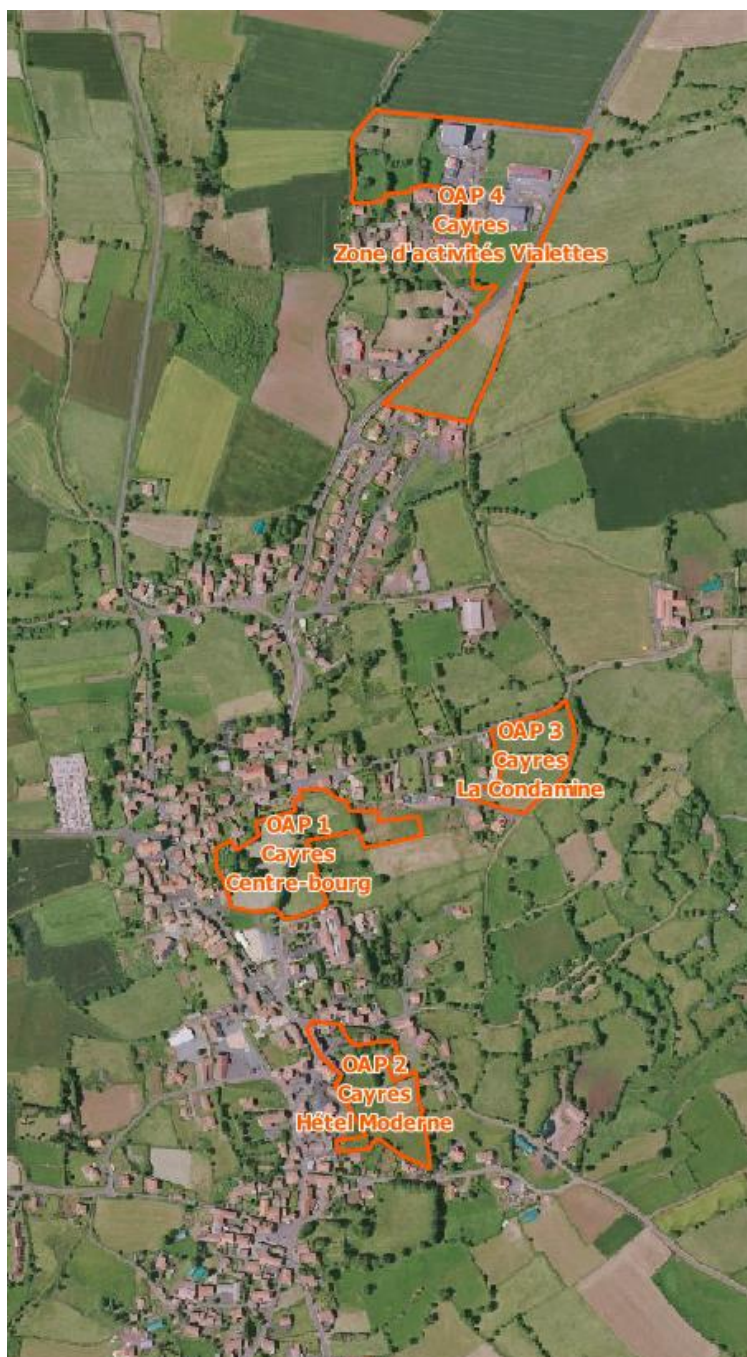 OAP 4
Cayres
Zone d'activités Vialettes
OAP 3
Cayres
La Condamine
OAP 1
Cayres
Centre-bourg
OAP 2
Cayres
Hétel Moderne